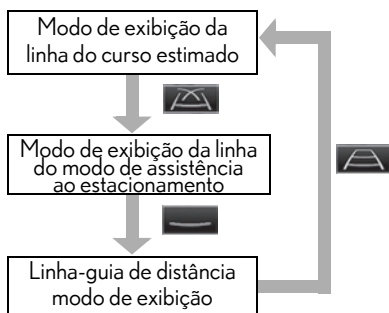 Modo de exibição da
linha do curso estimado
Modo de exibição da linha
do modo de assistência
ao estacionamento
Linha-guia de distância
modo de exibição